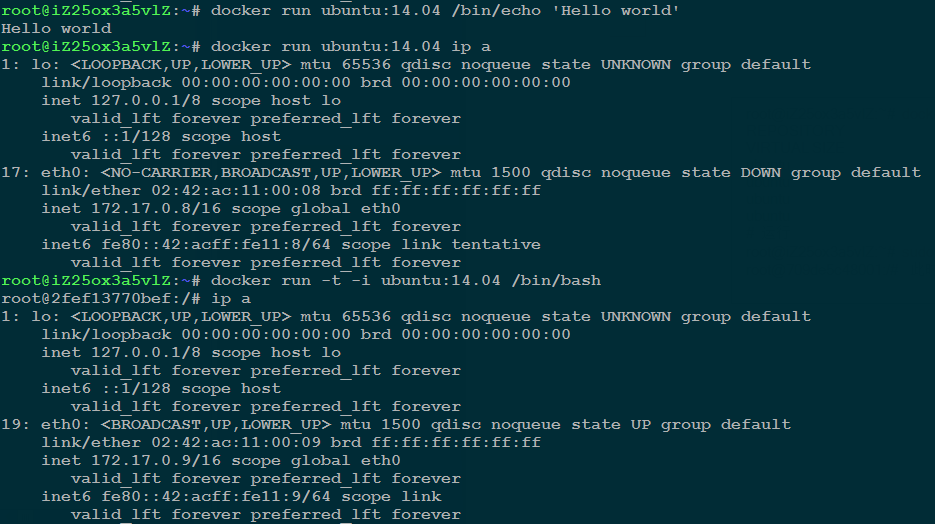 root@iZ25ox3a5vlZ:~# docker run ubuntu:14.04 /bin/echo 'Hello world'
Hello world
root@iZ25ox3a5vlZ:~# docker run ubuntu:14.04 ip a
1: lo: <LOOPBACK,UP,LOWER_UP> mtu 65536 qdisc noqueue state UNKNOWN group default
    link/loopback 00:00:00:00:00:00 brd 00:00:00:00:00:00
    inet 127.0.0.1/8 scope host lo
       valid_lft forever preferred_lft forever
    inet6 ::1/128 scope host
       valid_lft forever preferred_lft forever
17: eth0: <NO-CARRIER,BROADCAST,UP,LOWER_UP> mtu 1500 qdisc noqueue state DOWN group default
    link/ether 02:42:ac:11:00:08 brd ff:ff:ff:ff:ff:ff
    inet 172.17.0.8/16 scope global eth0
       valid_lft forever preferred_lft forever
    inet6 fe80::42:acff:fe11:8/64 scope link tentative
       valid_lft forever preferred_lft forever
root@iZ25ox3a5vlZ:~# docker run -t -i ubuntu:14.04 /bin/bash
root@2fef13770bef:/# ip a
1: lo: <LOOPBACK,UP,LOWER_UP> mtu 65536 qdisc noqueue state UNKNOWN group default
    link/loopback 00:00:00:00:00:00 brd 00:00:00:00:00:00
    inet 127.0.0.1/8 scope host lo
       valid_lft forever preferred_lft forever
    inet6 ::1/128 scope host
       valid_lft forever preferred_lft forever
19: eth0: <BROADCAST,UP,LOWER_UP> mtu 1500 qdisc noqueue state UP group default
    link/ether 02:42:ac:11:00:09 brd ff:ff:ff:ff:ff:ff
    inet 172.17.0.9/16 scope global eth0
       valid_lft forever preferred_lft forever
    inet6 fe80::42:acff:fe11:9/64 scope link
       valid_lft forever preferred_lft forever